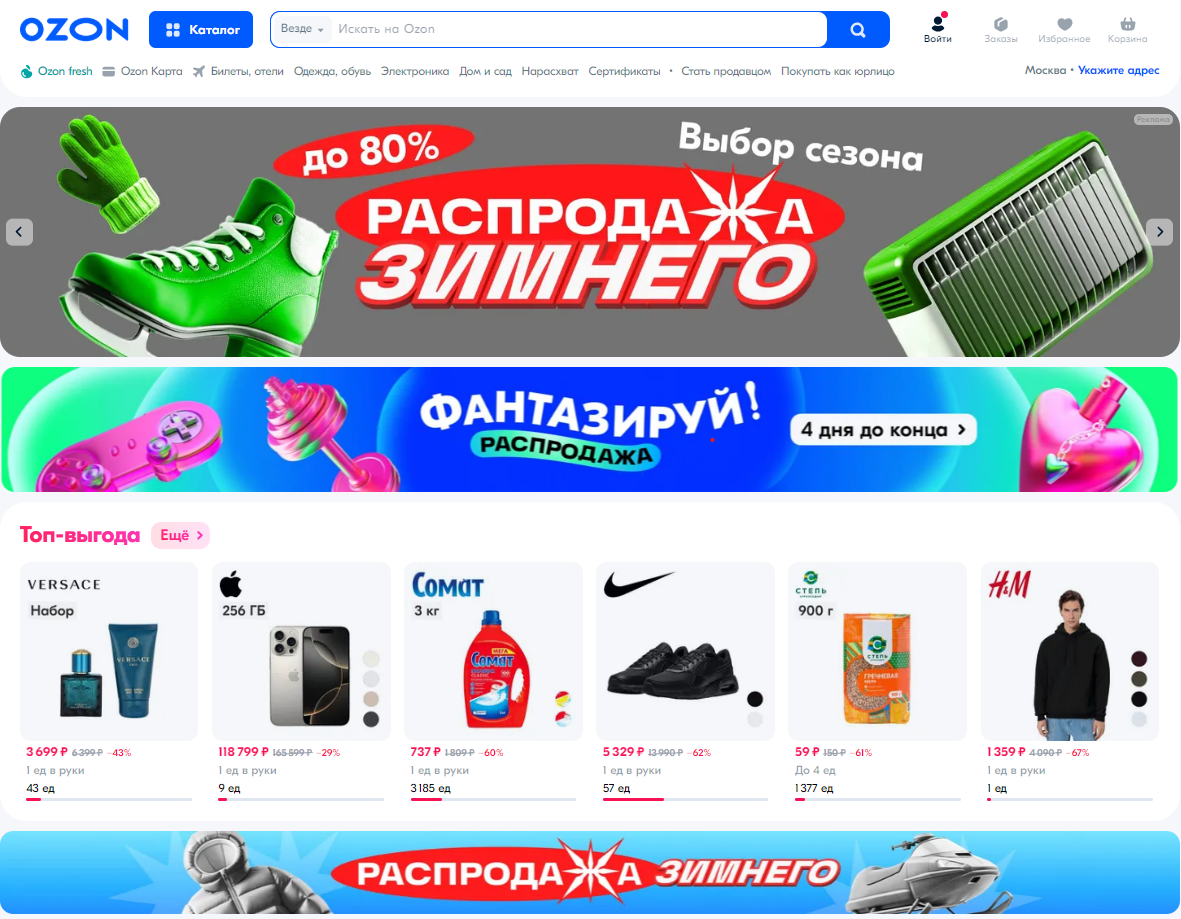 OZON
Каталог
Везде
Искать на Ozon
Войти
Заказы
Избранное
Корзина
Ozon fresh
Ozon Карта
Билеты, отели
Одежда, обувь
Электроника
Дом и сад
Нарасхват
Сертификаты
•
Стать продавцом
Покупать как юрлицо
Москва • Укажите адрес
Реклама
до 80%
Выбор сезона
РАСПРОДАЖА
ЗИМНЕГО
ФАНТАЗИРУЙ!
РАСПРОДАЖА
4 дня до конца
Топ-выгода
Ещё
VERSACE
Набор
VERSACE
3 699 ₽ 6 399 ₽ −43%
1 ед в руки
43 ед
256 ГБ
118 799 ₽ 165 599 ₽ −29%
1 ед в руки
9 ед
Сомат
3 кг
МЕГА
Сомат
CLASSIC
737 ₽ 1 809 ₽ −60%
1 ед в руки
3 185 ед
5 329 ₽ 13 990 ₽ −62%
1 ед в руки
57 ед
СТЕПЬ
900 г
СТЕПЬ
ГРЕЧНЕВАЯ
59 ₽ 150 ₽ −61%
До 4 ед
1 377 ед
H&M
1 359 ₽ 4 090 ₽ −67%
1 ед в руки
1 ед
РАСПРОДАЖА ЗИМНЕГО